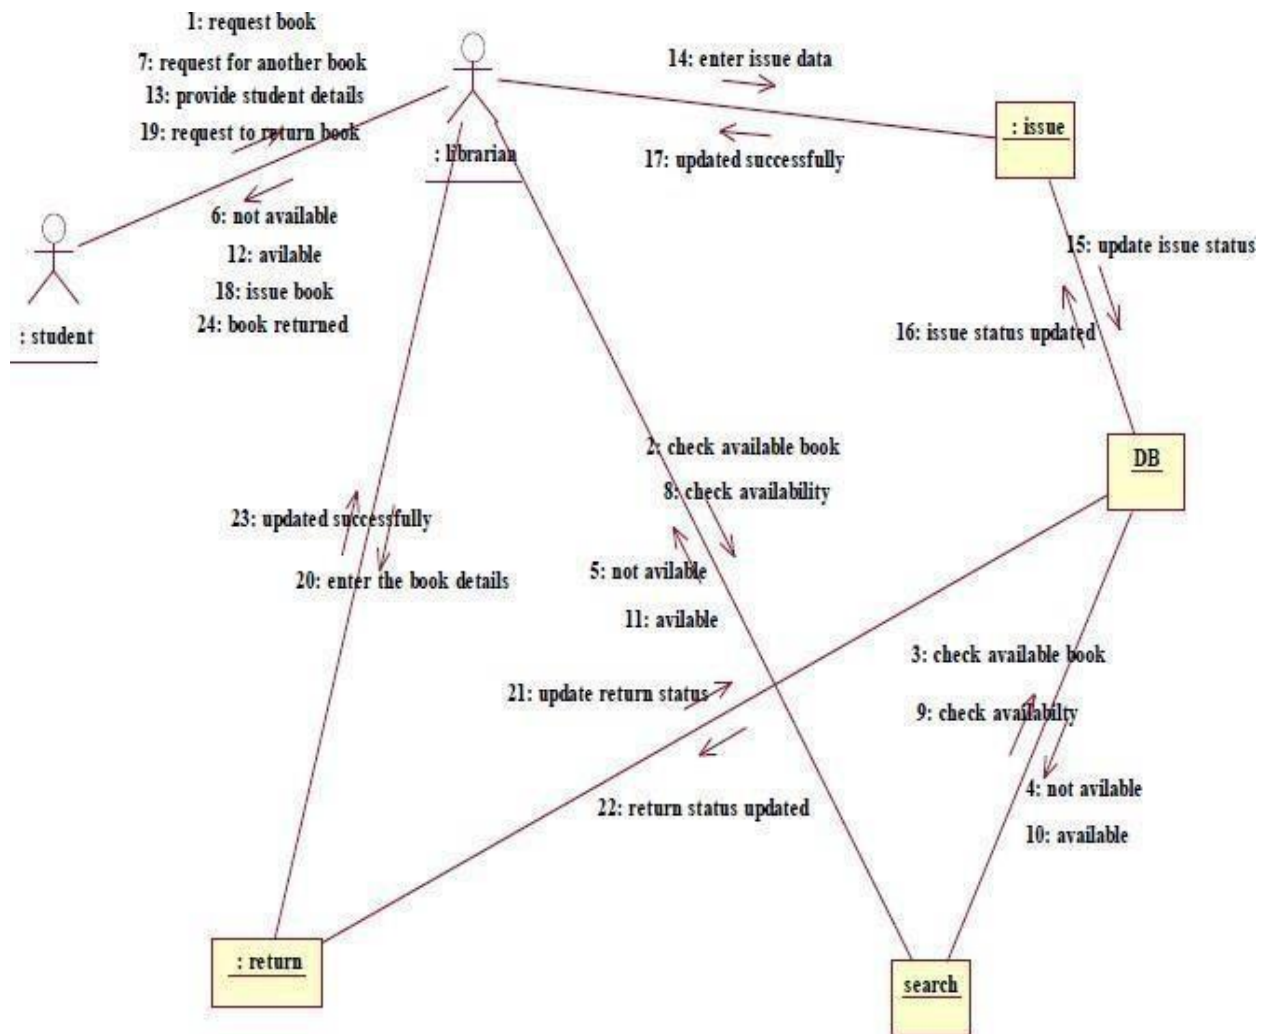 1: request book
7: request for another book
13: provide student details
19: request to return book
14: enter issue data
: issue
: librarian
17: updated successfully
6: not available
12: avilable
18: issue book
24: book returned
: student
15: update issue status
16: issue status updated
2: check available book
8: check availability
DB
23: updated successfully
20: enter the book details
5: not avilable
11: avilable
3: check available book
21: update return status
9: check availabilty
4: not avilable
22: return status updated
10: available
: return
search